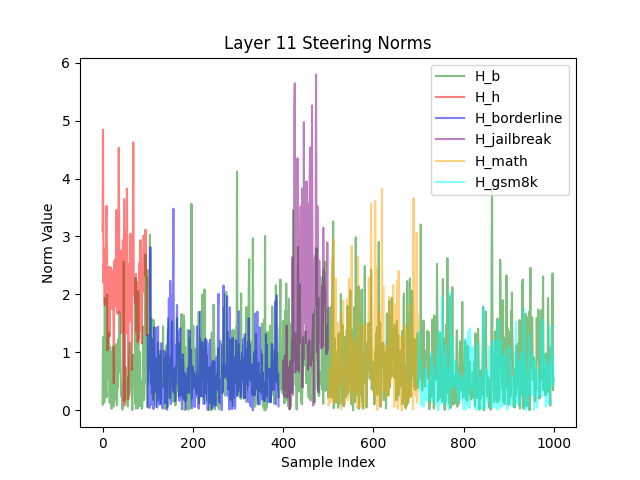 Layer 11 Steering Norms
H_b
H_h
H_borderline
H_jailbreak
H_math
H_gsm8k
Norm Value
6
5
4
3
2
1
0
0 200 400 600 800 1000
Sample Index